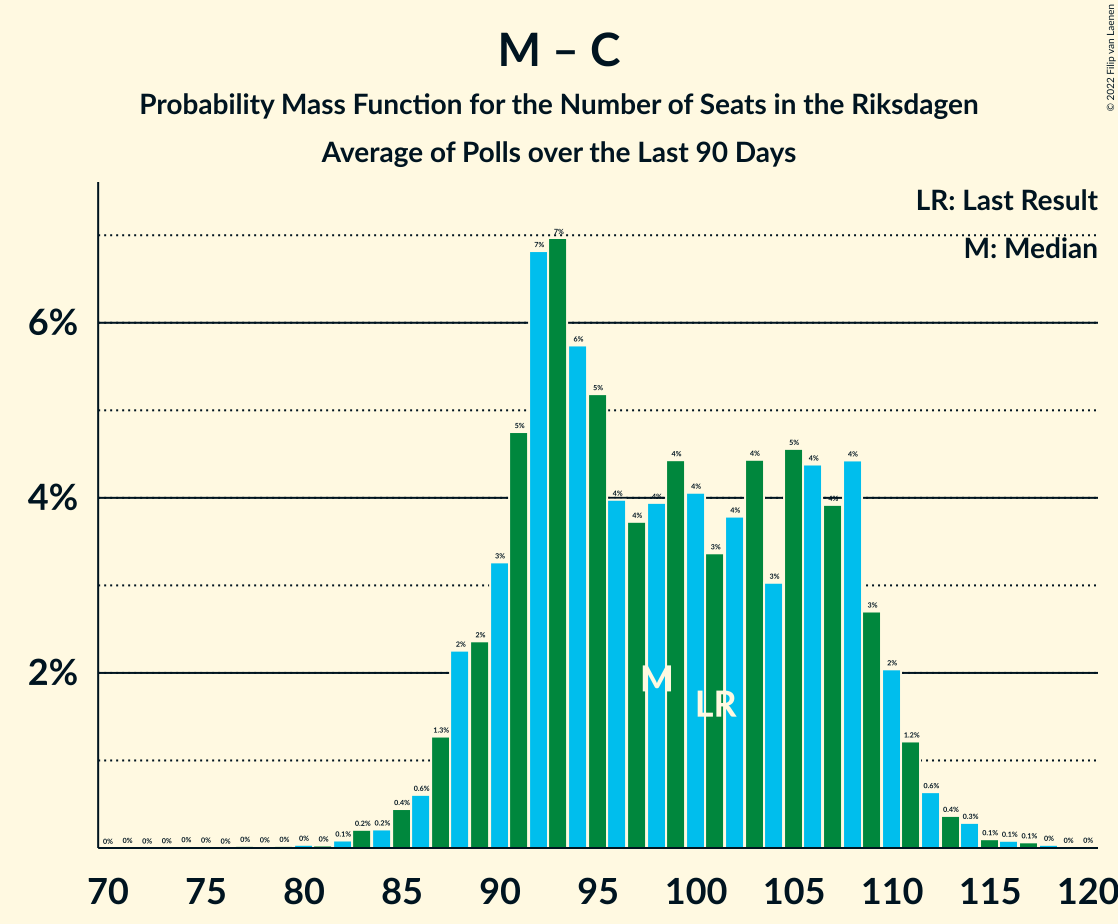 © 2022 Filip van Laenen
M – C
Probability Mass Function for the Number of Seats in the Riksdagen
Average of Polls over the Last 90 Days
LR: Last Result
M: Median
6%
4%
2%
0% 0% 0% 0% 0% 0% 0% 0% 0% 0% 0% 0% 0.1% 0.2% 0.2% 0.4% 0.6% 1.3% 2% 2% 3% 5% 7% 7% 6% 5% 4% 4% 4% 4% 4% 3% 4% 4% 3% 5% 4% 4% 4% 3% 2% 1.2% 0.6% 0.4% 0.3% 0.1% 0.1% 0.1% 0% 0% 0%
M
LR
70 75 80 85 90 95 100 105 110 115 120